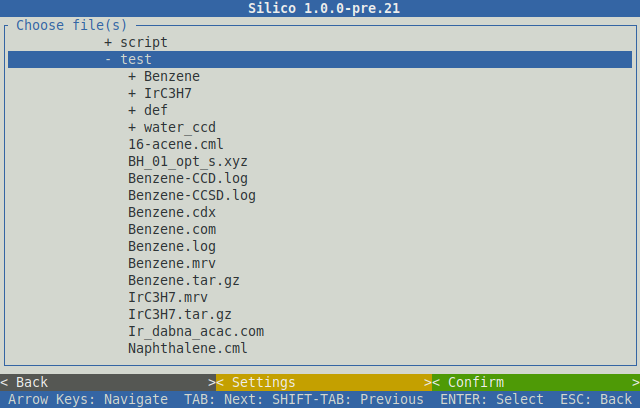 Silico 1.0.0-pre.21
Choose file(s)
+ script
- test
+ Benzene
+ IrC3H7
+ def
+ water_ccd
16-acene.cml
BH_01_opt_s.xyz
Benzene-CCD.log
Benzene-CCSD.log
Benzene.cdx
Benzene.com
Benzene.log
Benzene.mrv
Benzene.tar.gz
IrC3H7.mrv
IrC3H7.tar.gz
Ir_dabna_acac.com
Naphthalene.cml
< Back >< Settings >< Confirm >
Arrow Keys: Navigate TAB: Next: SHIFT-TAB: Previous ENTER: Select ESC: Back